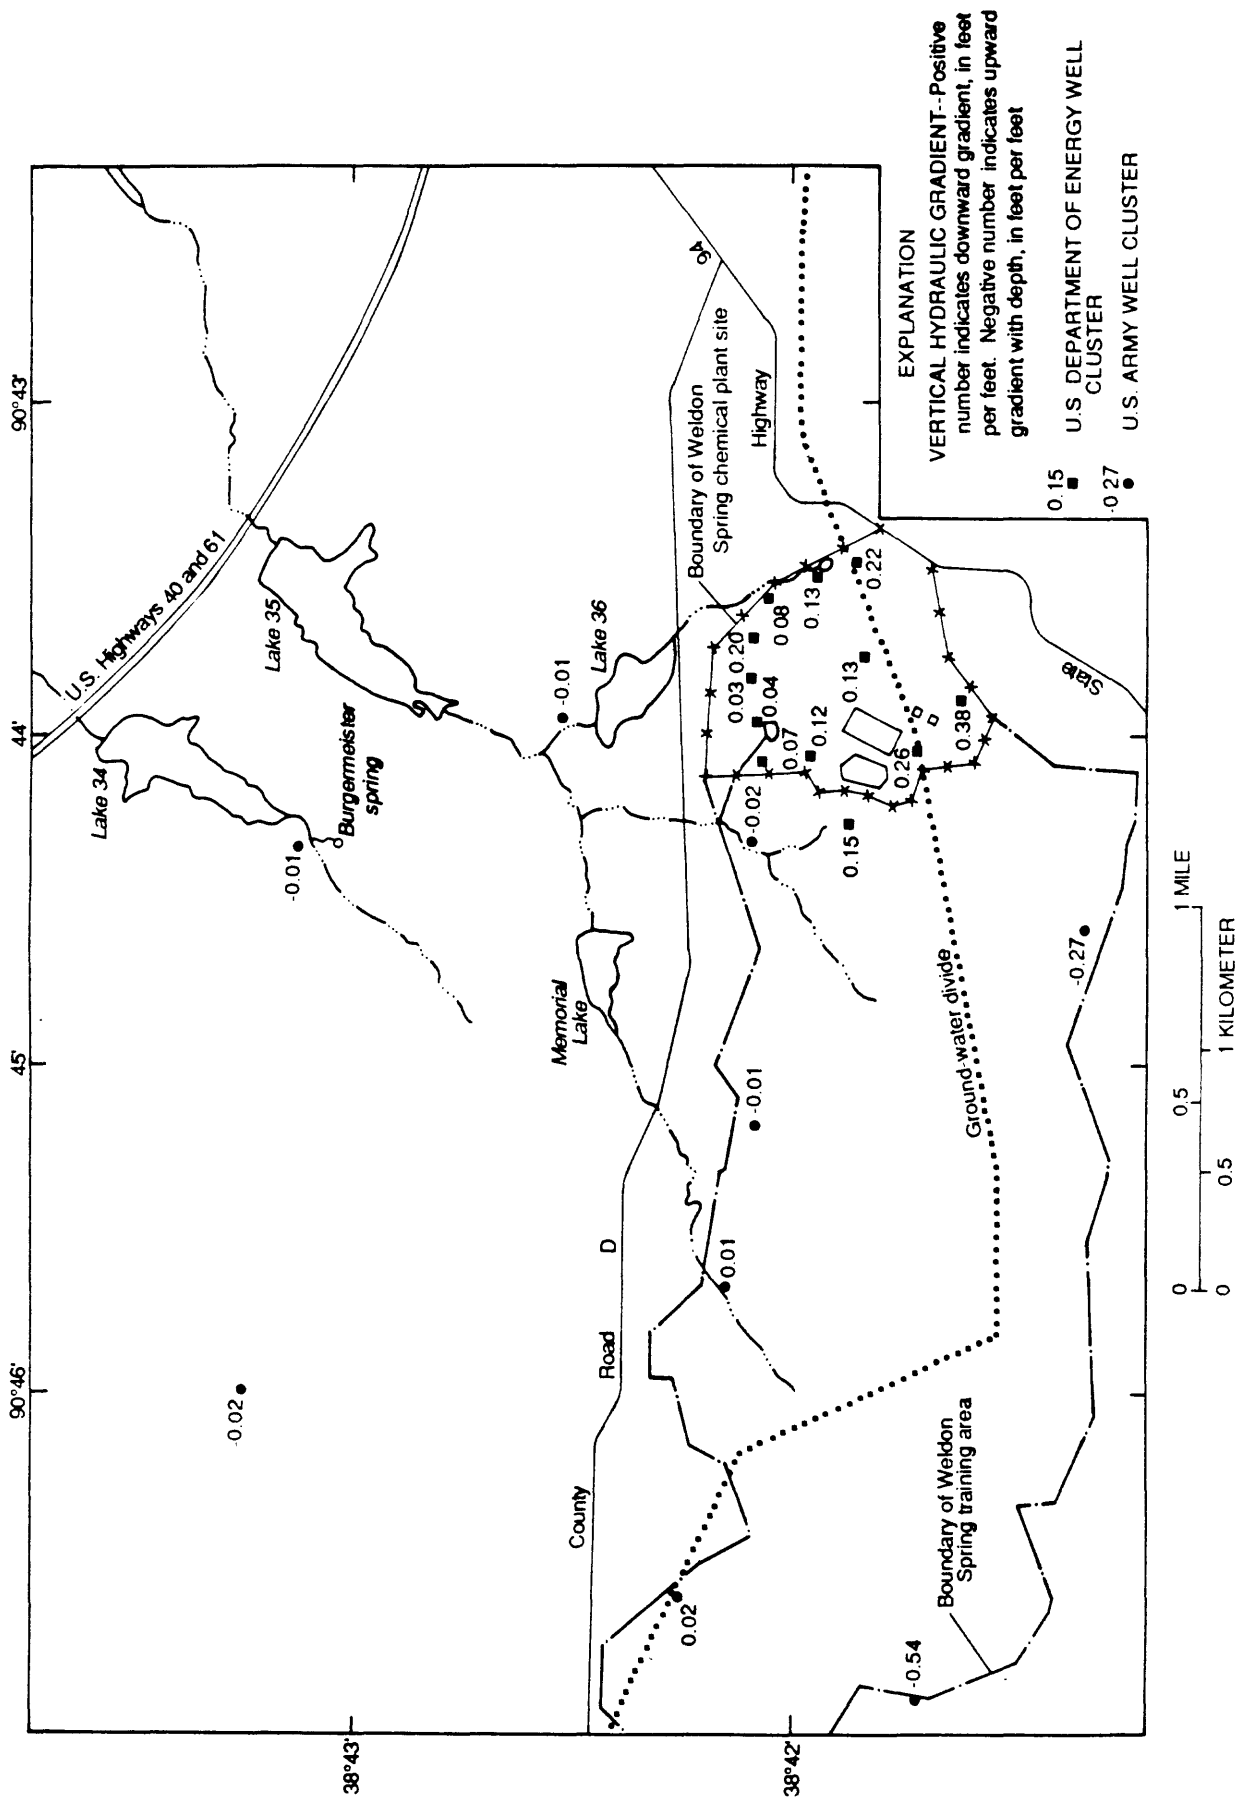 90°46'
45'
44'
90°43'
38°43'
38°42'
U.S. Highways 40 and 61
Lake 34
Lake 35
Burgermeister
spring
-0.01
-0.02
Lake 36
-0.01
Memorial
Lake
County
Road
D
94
Boundary of Weldon
Spring chemical plant site
Highway
State
0.02
0.01
-0.01
-0.02
0.07
0.04
0.03
0.20
0.08
0.13
0.22
0.12
0.13
0.15
0.26
0.38
Ground-water divide
-0.27
-0.54
Boundary of Weldon
Spring training area
0
0.5
1 MILE
0
0.5
1 KILOMETER
EXPLANATION
VERTICAL HYDRAULIC GRADIENT--Positive
number indicates downward gradient, in feet
per feet. Negative number indicates upward
gradient with depth, in feet per feet
0.15
U.S DEPARTMENT OF ENERGY WELL
CLUSTER
-0 27
U.S. ARMY WELL CLUSTER